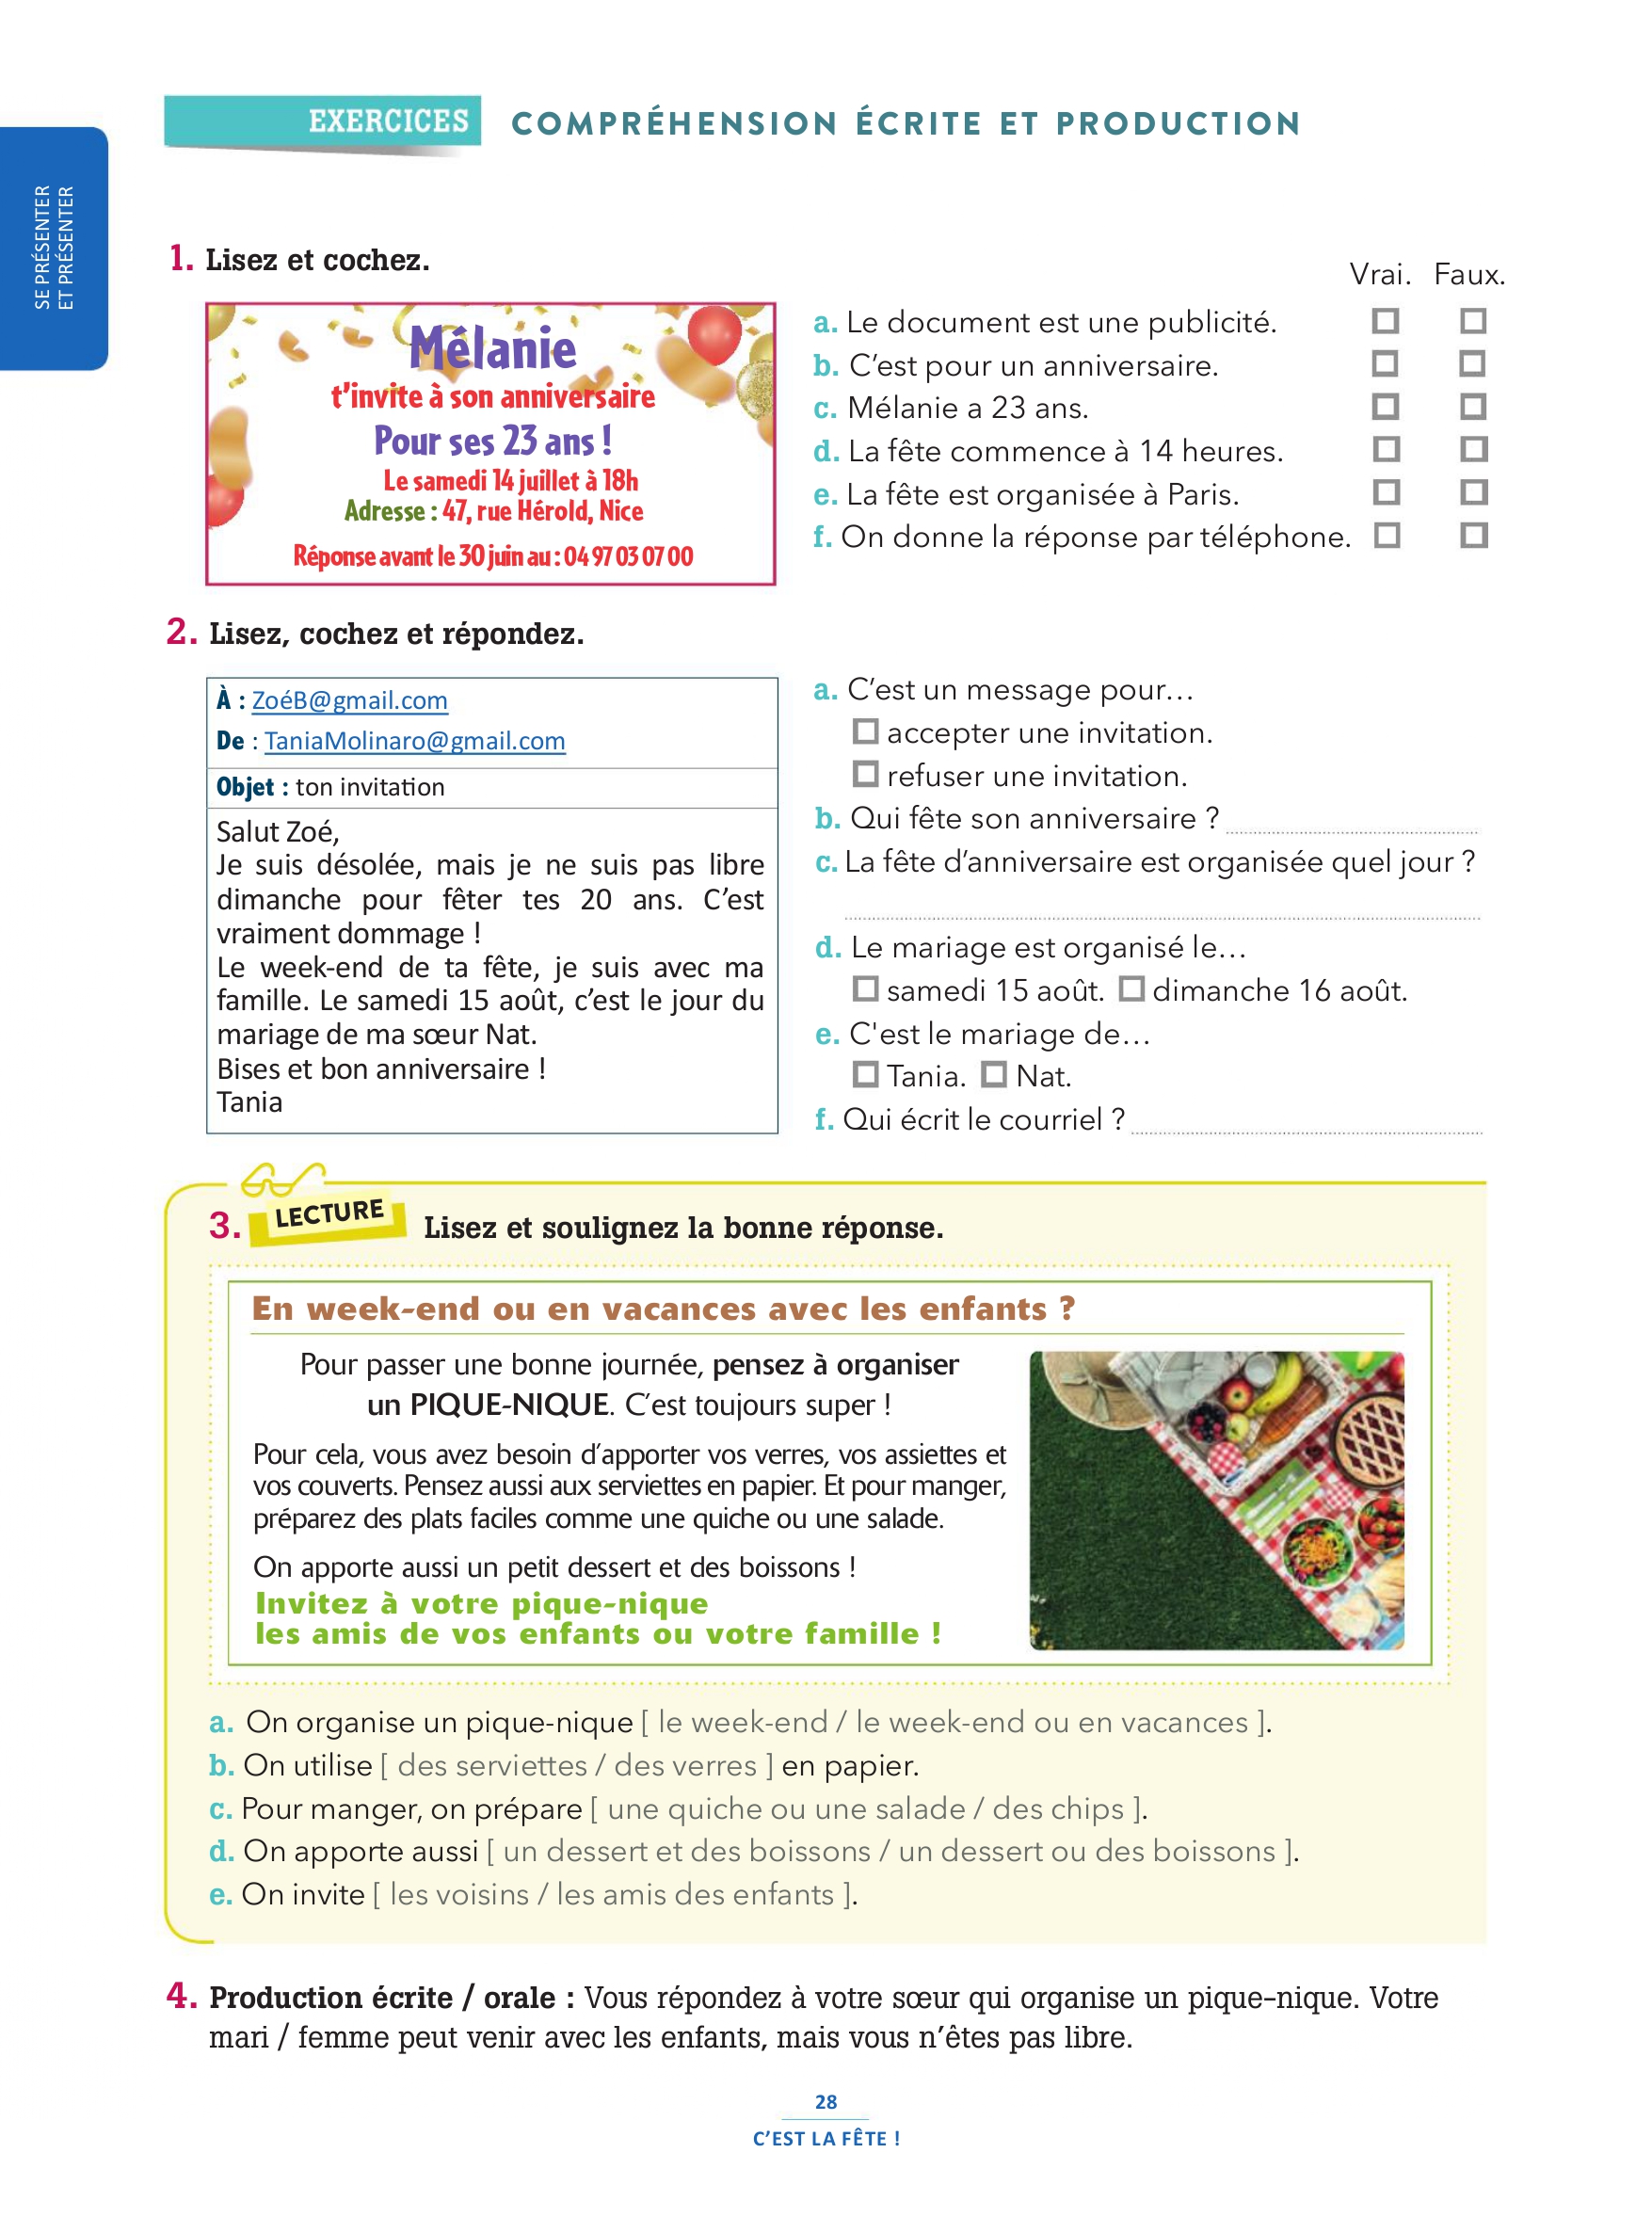 EXERCICES COMPRÉHENSION ÉCRITE ET PRODUCTION
SE PRÉSENTER
ET PRÉSENTER
1. Lisez et cochez.
Mélanie
t'invite à son anniversaire
Pour ses 23 ans !
Le samedi 14 juillet à 18h
Adresse : 47, rue Hérold, Nice
Réponse avant le 30 juin au : 04 97 03 07 00
Vrai. Faux.
a. Le document est une publicité.
b. C'est pour un anniversaire.
c. Mélanie a 23 ans.
d. La fête commence à 14 heures.
e. La fête est organisée à Paris.
f. On donne la réponse par téléphone.
2. Lisez, cochez et répondez.
À : ZoéB@gmail.com
De : TaniaMolinaro@gmail.com
Objet : ton invitation
Salut Zoé,
Je suis désolée, mais je ne suis pas libre
dimanche pour fêter tes 20 ans. C'est
vraiment dommage !
Le week-end de ta fête, je suis avec ma
famille. Le samedi 15 août, c'est le jour du
mariage de ma sœur Nat.
Bises et bon anniversaire !
Tania
a. C'est un message pour…
accepter une invitation.
refuser une invitation.
b. Qui fête son anniversaire ?
c. La fête d'anniversaire est organisée quel jour ?
d. Le mariage est organisé le…
samedi 15 août. dimanche 16 août.
e. C'est le mariage de…
Tania. Nat.
f. Qui écrit le courriel ?
3. LECTURE Lisez et soulignez la bonne réponse.
En week-end ou en vacances avec les enfants ?
Pour passer une bonne journée, pensez à organiser
un PIQUE-NIQUE. C'est toujours super !
Pour cela, vous avez besoin d'apporter vos verres, vos assiettes et
vos couverts. Pensez aussi aux serviettes en papier. Et pour manger,
préparez des plats faciles comme une quiche ou une salade.
On apporte aussi un petit dessert et des boissons !
Invitez à votre pique-nique
les amis de vos enfants ou votre famille !
a. On organise un pique-nique [ le week-end / le week-end ou en vacances ].
b. On utilise [ des serviettes / des verres ] en papier.
c. Pour manger, on prépare [ une quiche ou une salade / des chips ].
d. On apporte aussi [ un dessert et des boissons / un dessert ou des boissons ].
e. On invite [ les voisins / les amis des enfants ].
4. Production écrite / orale : Vous répondez à votre sœur qui organise un pique-nique. Votre
mari / femme peut venir avec les enfants, mais vous n'êtes pas libre.
28
C'EST LA FÊTE !